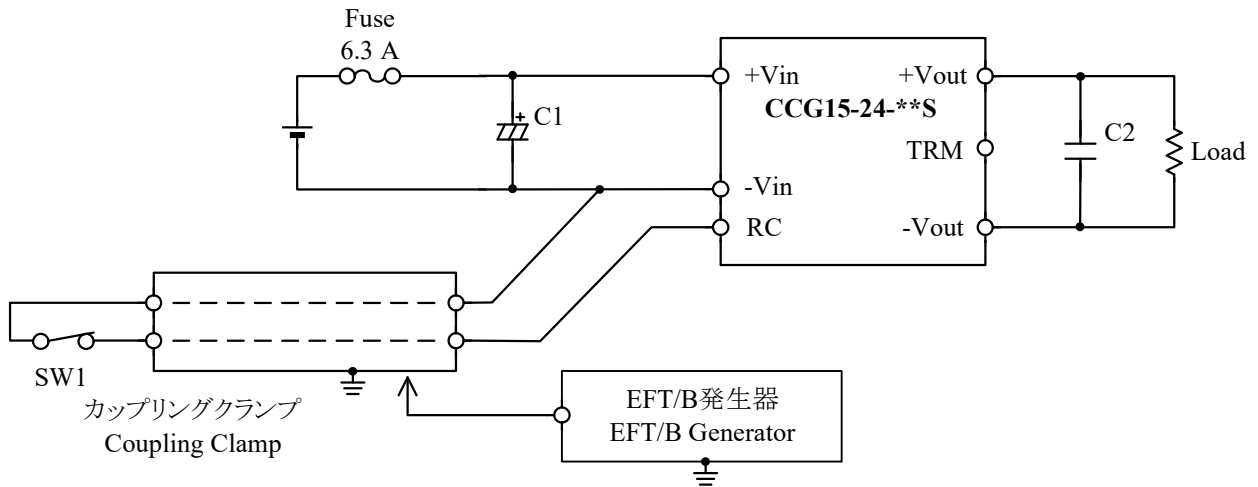 Fuse
6.3 A
+Vin
+Vout
CCG15-24-**S
+
C1
C2
TRM
Load
-Vin
RC
-Vout
SW1
カップリングクランプ
Coupling Clamp
EFT/B発生器
EFT/B Generator